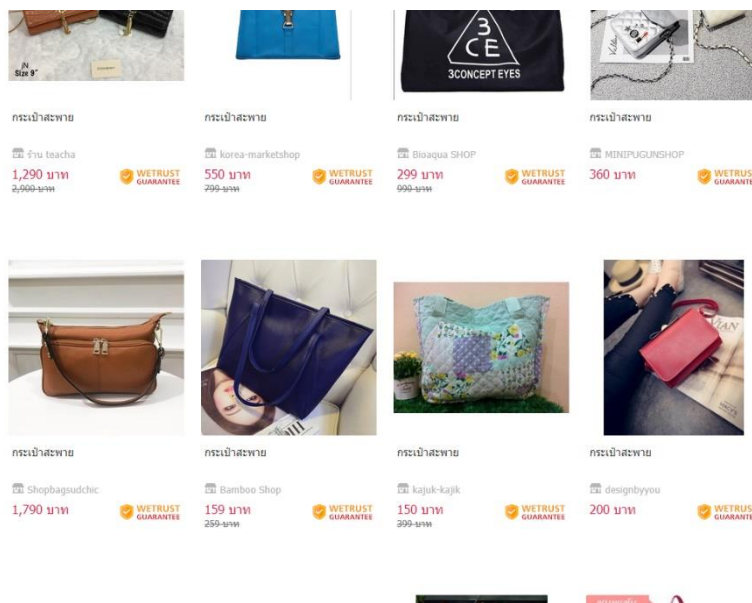 jN
Size 9"
3
CE
3CONCEPT EYES
กระเป๋าสะพาย
กระเป๋าสะพาย
กระเป๋าสะพาย
กระเป๋าสะพาย
ร้าน teacha
korea-marketshop
Bioaqua SHOP
MINIPUGUNSHOP
1,290 บาท
2,900 บาท
WETRUST
GUARANTEE
550 บาท
799 บาท
WETRUST
GUARANTEE
299 บาท
990 บาท
WETRUST
GUARANTEE
360 บาท
WETRUS
GUARANTE
กระเป๋าสะพาย
กระเป๋าสะพาย
กระเป๋าสะพาย
กระเป๋าสะพาย
Shopbagsudchic
Bamboo Shop
kajuk-kajik
designbyyou
1,790 บาท
WETRUST
GUARANTEE
159 บาท
259 บาท
WETRUST
GUARANTEE
150 บาท
399 บาท
WETRUST
GUARANTEE
200 บาท
WETRUS
GUARANTE